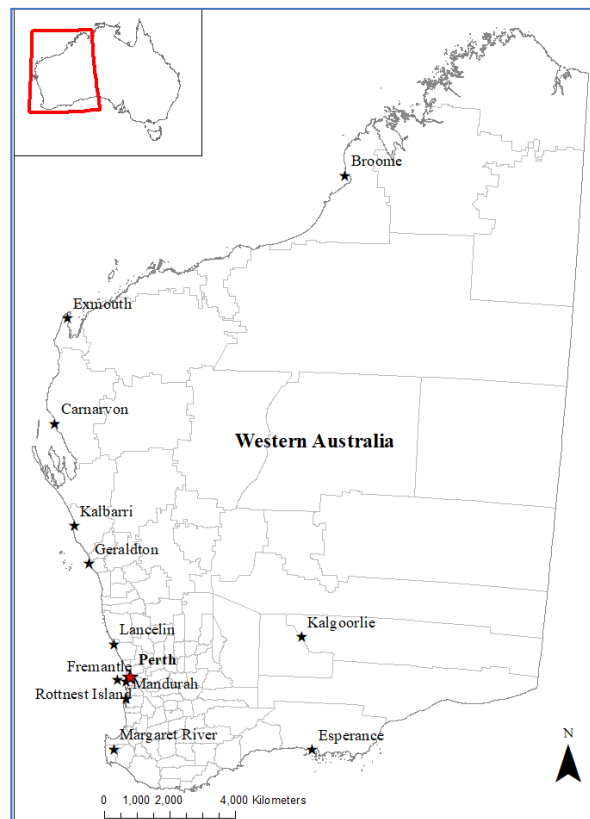 Broome
Exmouth
Carnarvon
Western Australia
Kalbarri
Geraldton
Lancelin
Kalgoorlie
Perth
Fremantle
Mandurah
Rottnest Island
Margaret River
Esperance
N
0 1,000 2,000 4,000 Kilometers